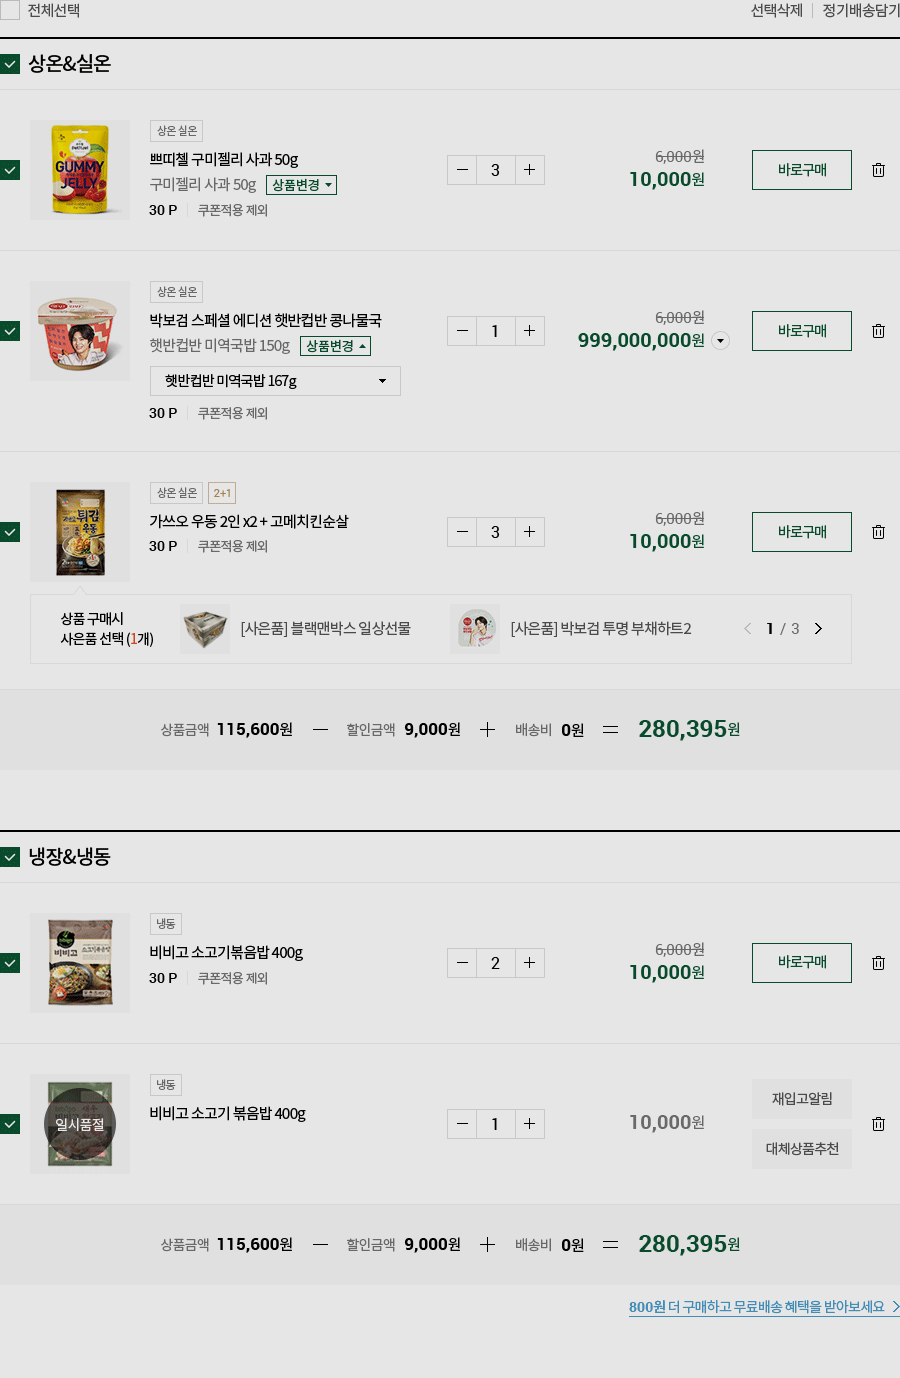 전체선택
선택삭제
정기배송담기
상온&실온
GUMMY
JELLY
상온 실온
쁘띠첼 구미젤리 사과 50g
구미젤리 사과 50g 상품변경
30 P 쿠폰적용 제외
3
6,000원
10,000원
바로구매
상온 실온
박보검 스페셜 에디션 햇반컵반 콩나물국
햇반컵반 미역국밥 150g 상품변경
햇반컵반 미역국밥 167g
30 P 쿠폰적용 제외
1
6,000원
999,000,000원
바로구매
튀김
우동
상온 실온 2+1
가쓰오 우동 2인 x2 + 고메치킨순살
30 P 쿠폰적용 제외
3
6,000원
10,000원
바로구매
상품 구매시
사은품 선택 (1개)
[사은품] 블랙맨박스 일상선물
[사은품] 박보검 투명 부채하트2
1 / 3
상품금액 115,600원 — 할인금액 9,000원 + 배송비 0원 = 280,395원
냉장&냉동
비비고
소고기볶음밥
냉동
비비고 소고기볶음밥 400g
30 P 쿠폰적용 제외
2
6,000원
10,000원
바로구매
일시품절
냉동
비비고 소고기 볶음밥 400g
1
10,000원
재입고알림
대체상품추천
상품금액 115,600원 — 할인금액 9,000원 + 배송비 0원 = 280,395원
800원 더 구매하고 무료배송 혜택을 받아보세요 >